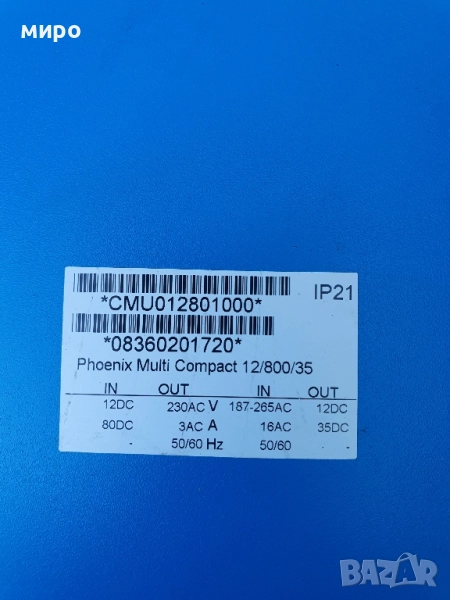 миро
*CMU012801000* IP21
*08360201720*
Phoenix Multi Compact 12/800/35
IN OUT IN OUT
12DC 230AC V 187-265AC 12DC
80DC 3AC A 16AC 35DC
- 50/60 Hz 50/60 -
BAZAR